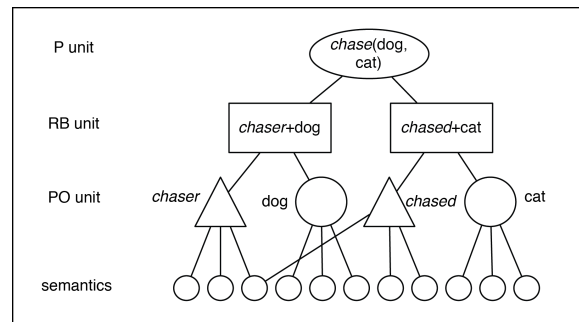 P unit
chase(dog,
cat)
RB unit
chaser+dog
chased+cat
PO unit
chaser
dog
chased
cat
semantics